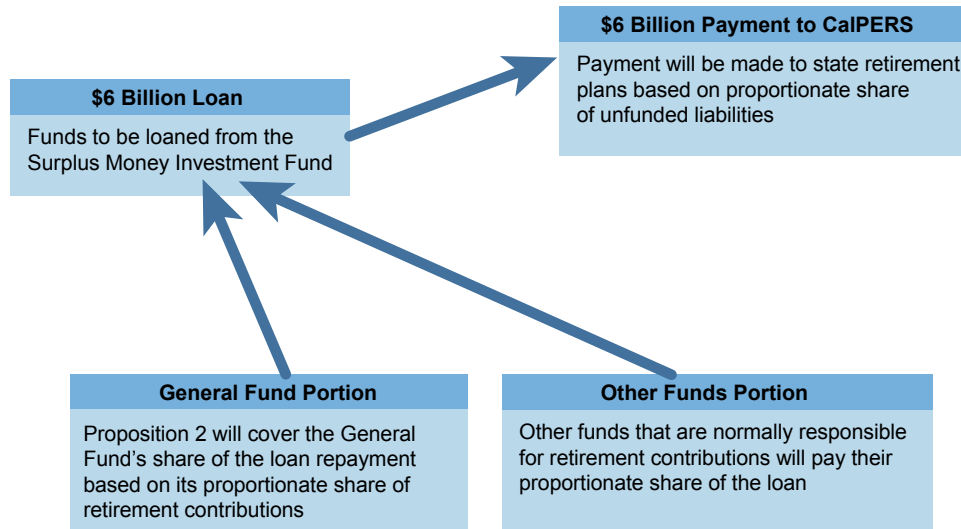 $6 Billion Payment to CalPERS
Payment will be made to state retirement
plans based on proportionate share
of unfunded liabilities
$6 Billion Loan
Funds to be loaned from the
Surplus Money Investment Fund
General Fund Portion
Proposition 2 will cover the General
Fund's share of the loan repayment
based on its proportionate share of
retirement contributions
Other Funds Portion
Other funds that are normally responsible
for retirement contributions will pay their
proportionate share of the loan